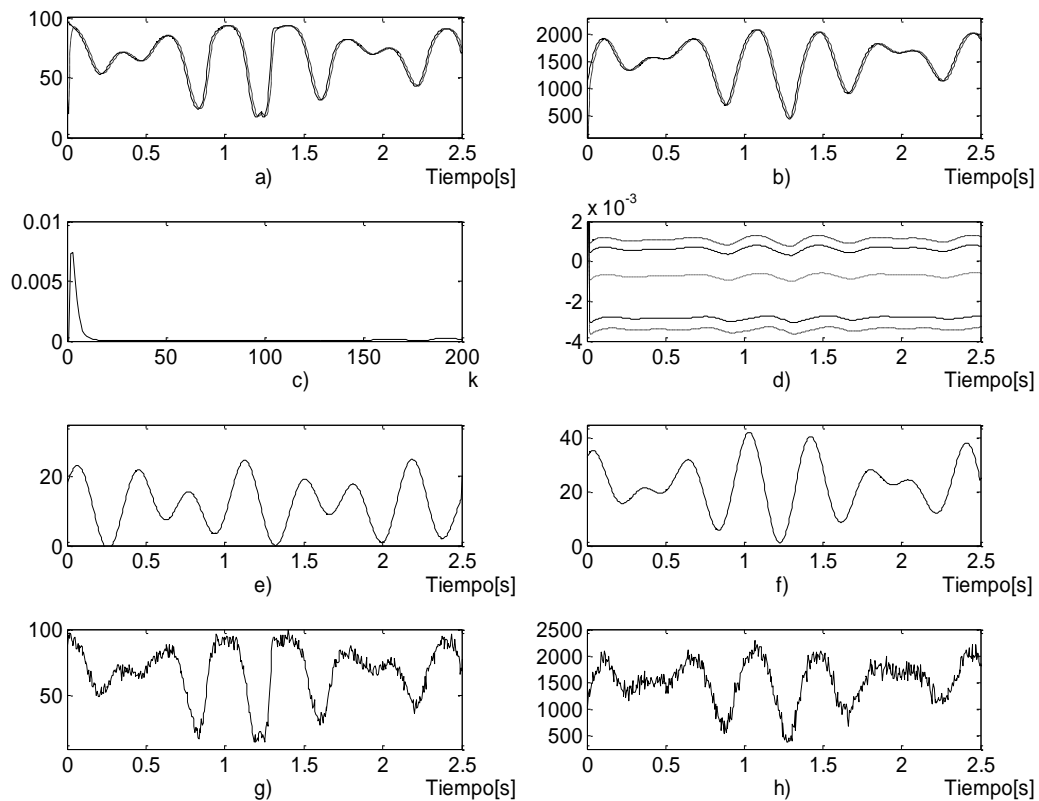 100
50
0
0 0.5 1 1.5 2 2.5
a) Tiempo[s]
2000
1500
1000
500
0 0.5 1 1.5 2 2.5
b) Tiempo[s]
0.01
0.005
0
0 50 100 150 200
c) k
x 10⁻³
2
0
-2
-4
0 0.5 1 1.5 2 2.5
d) Tiempo[s]
20
0
0 0.5 1 1.5 2 2.5
e) Tiempo[s]
40
20
0
0 0.5 1 1.5 2 2.5
f) Tiempo[s]
100
50
0 0.5 1 1.5 2 2.5
g) Tiempo[s]
2500
2000
1500
1000
500
0 0.5 1 1.5 2 2.5
h) Tiempo[s]